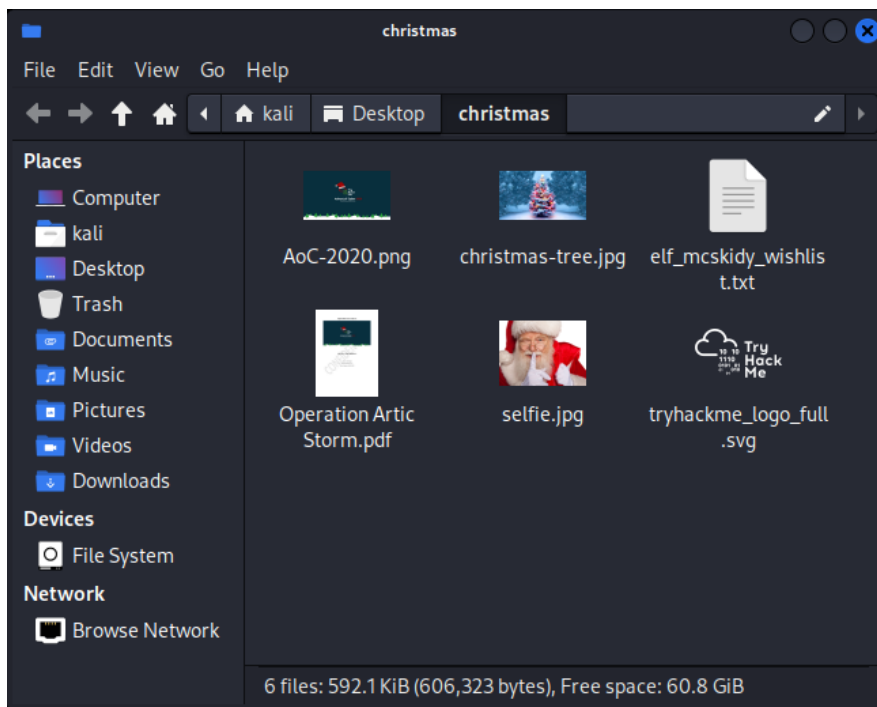 christmas
File Edit View Go Help
kali Desktop christmas
Places
Computer
kali
Desktop
Trash
Documents
Music
Pictures
Videos
Downloads
Devices
File System
Network
Browse Network
AoC-2020.png
christmas-tree.jpg
elf_mcskidy_wishlis
t.txt
Operation Artic
Storm.pdf
selfie.jpg
Try
Hack
Me
tryhackme_logo_full
.svg
6 files: 592.1 KiB (606,323 bytes), Free space: 60.8 GiB